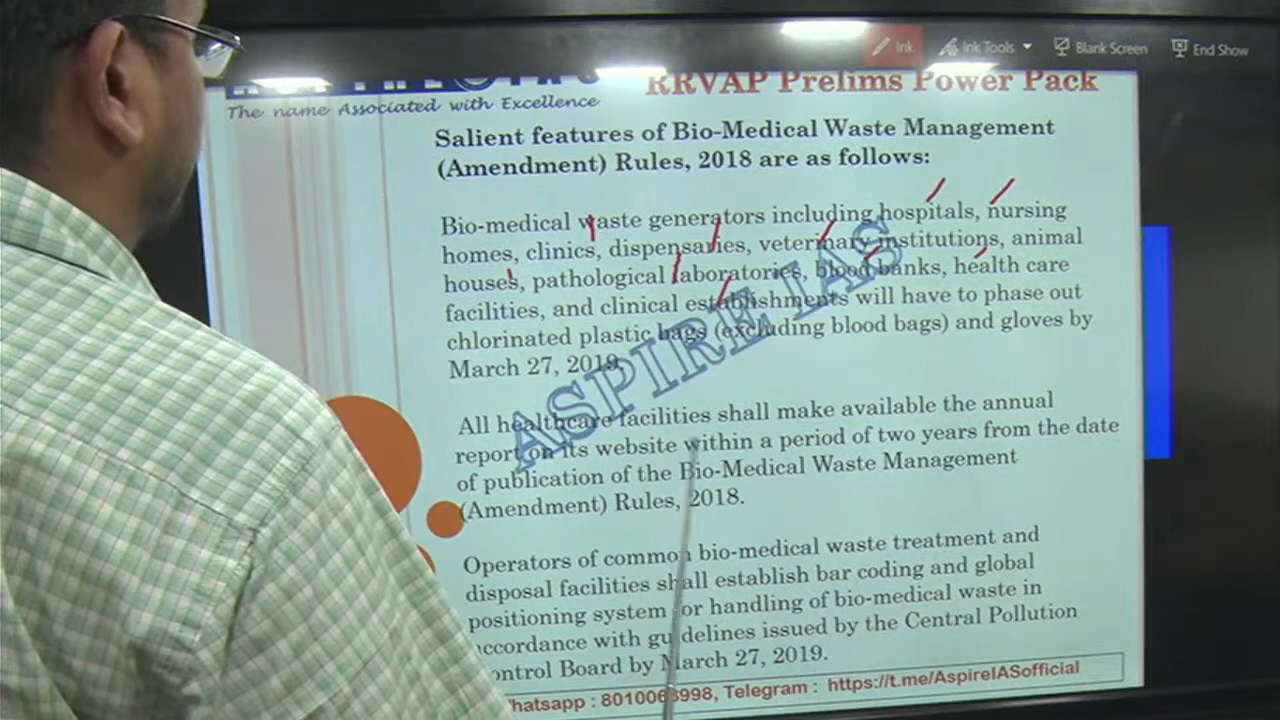 Ink
Ink Tools
Blank Screen
End Show
The name Associated with Excellence
RRVAP Prelims Power Pack
Salient features of Bio-Medical Waste Management
(Amendment) Rules, 2018 are as follows:
Bio-medical waste generators including hospitals, nursing
homes, clinics, dispensaries, veterinary institutions, animal
houses, pathological laboratories, blood banks, health care
facilities, and clinical establishments will have to phase out
chlorinated plastic bags (excluding blood bags) and gloves by
March 27, 2019.
All healthcare facilities shall make available the annual
report on its website within a period of two years from the date
of publication of the Bio-Medical Waste Management
(Amendment) Rules, 2018.
Operators of common bio-medical waste treatment and
disposal facilities shall establish bar coding and global
positioning system for handling of bio-medical waste in
accordance with guidelines issued by the Central Pollution
Control Board by March 27, 2019.
Whatsapp : 8010068998, Telegram : https://t.me/AspireIASofficial
ASPIRE IAS